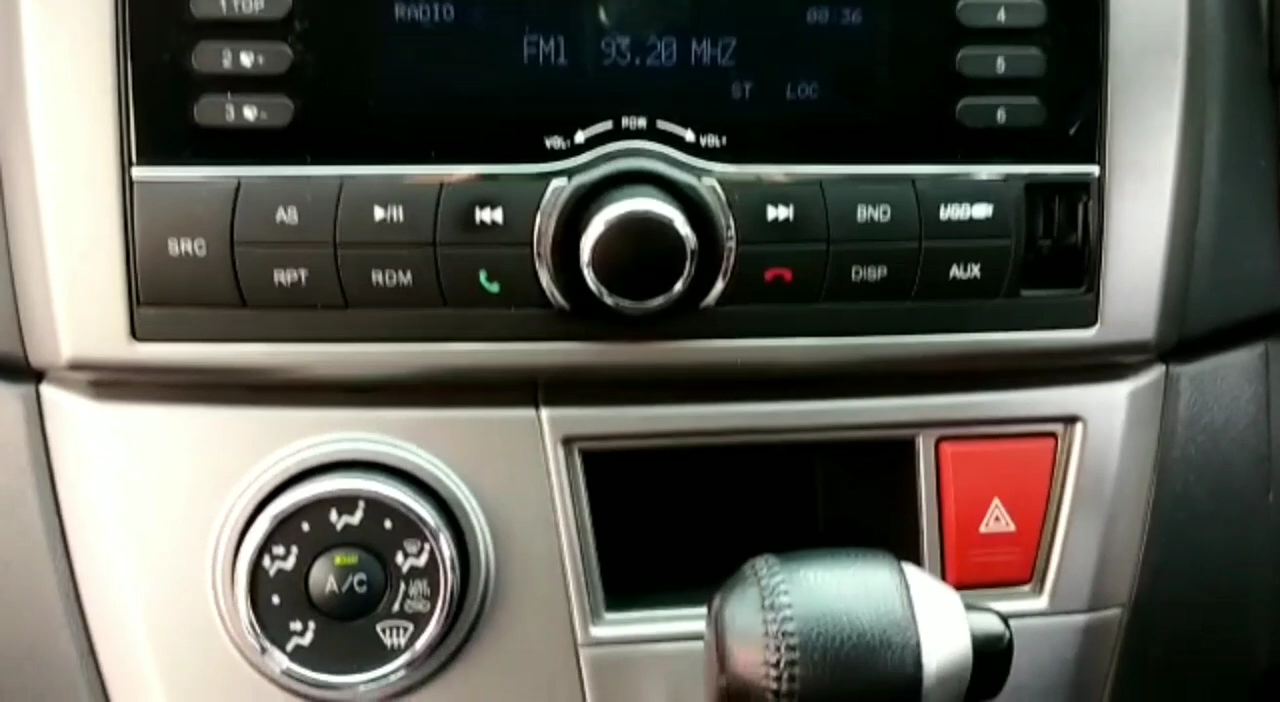 1 TOP
RADIO
00:36
4
2
FM1 93.20 MHZ
5
3
ST LOC
6
VOL- POW VOL+
SRC
AS
BND
USB
RPT
RDM
DISP
AUX
A/C